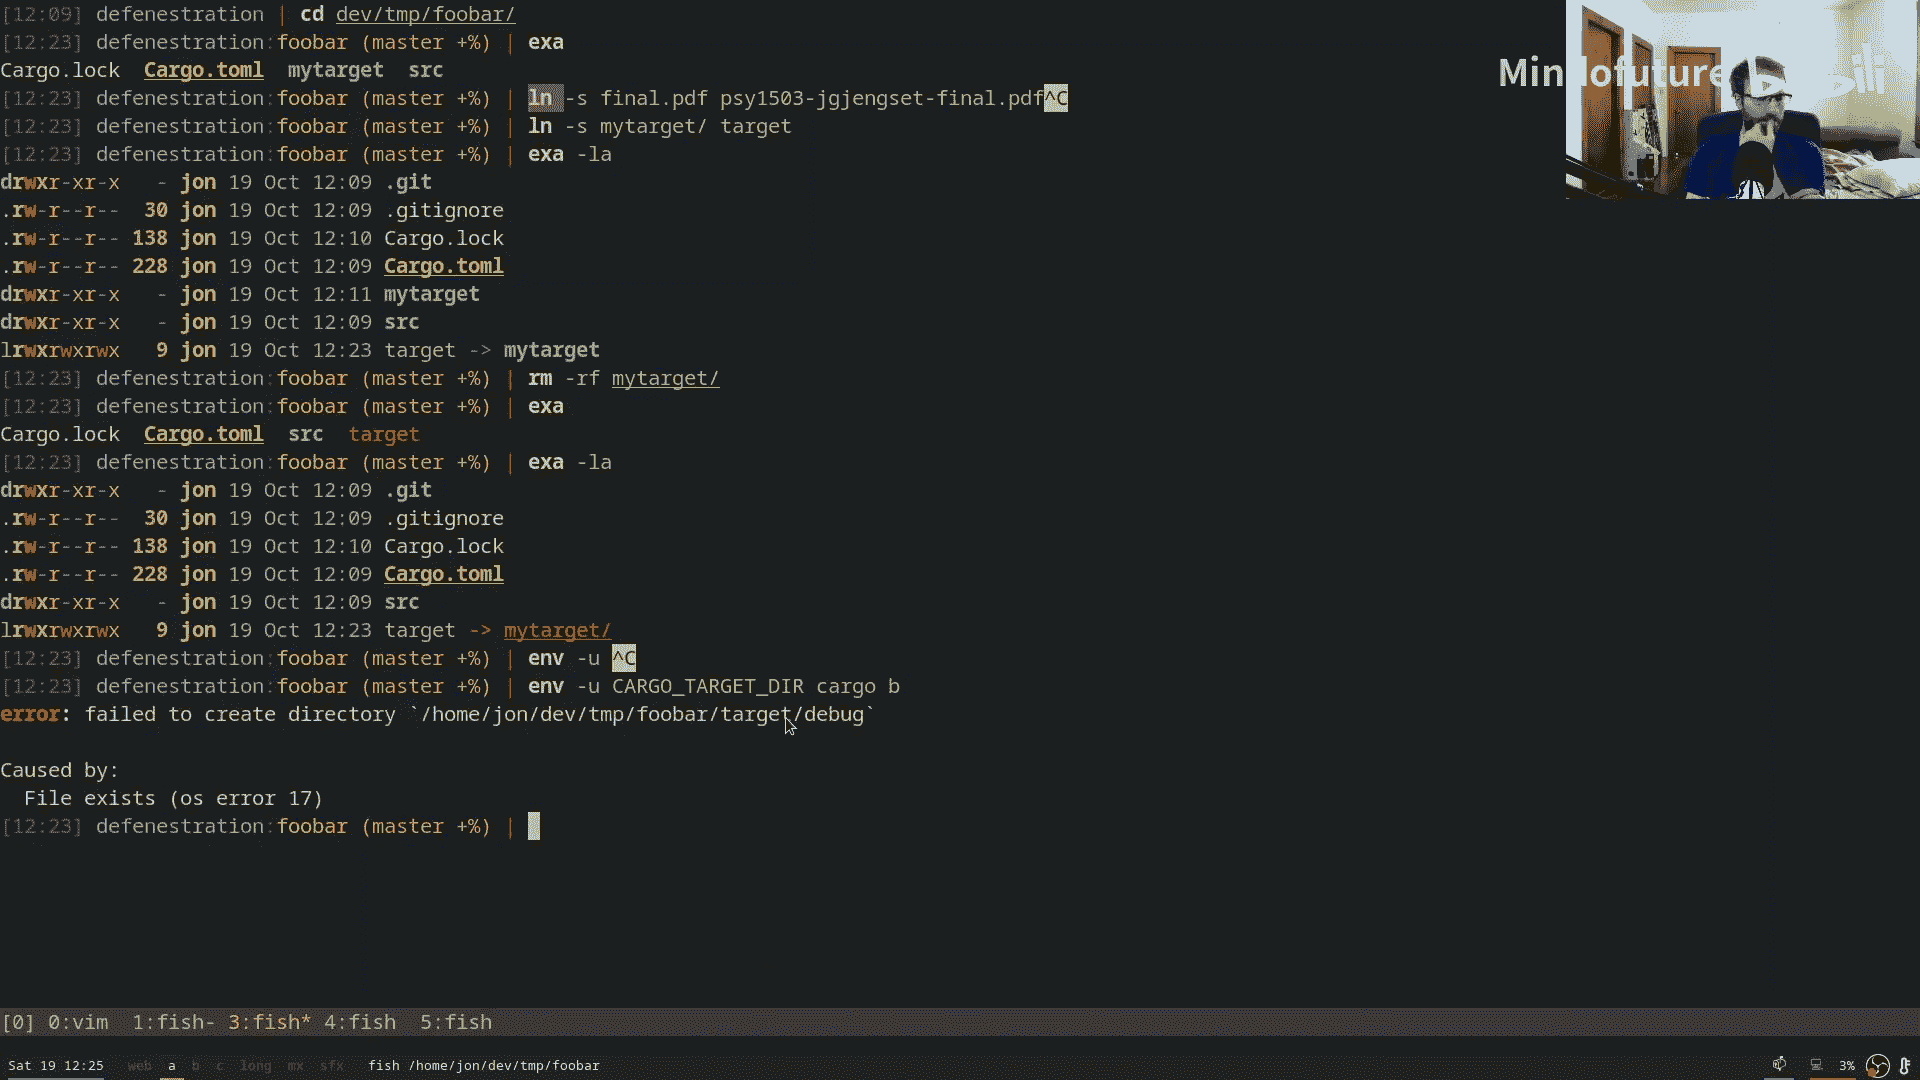 [12:09] defenestration | cd dev/tmp/foobar/
[12:23] defenestration:foobar (master +%) | exa
Cargo.lock  Cargo.toml  mytarget  src
[12:23] defenestration:foobar (master +%) | ln -s final.pdf psy1503-jgjengset-final.pdf^C
[12:23] defenestration:foobar (master +%) | ln -s mytarget/ target
[12:23] defenestration:foobar (master +%) | exa -la
drwxr-xr-x   - jon 19 Oct 12:09 .git
.rw-r--r--  30 jon 19 Oct 12:09 .gitignore
.rw-r--r-- 138 jon 19 Oct 12:10 Cargo.lock
.rw-r--r-- 228 jon 19 Oct 12:09 Cargo.toml
drwxr-xr-x   - jon 19 Oct 12:11 mytarget
drwxr-xr-x   - jon 19 Oct 12:09 src
lrwxrwxrwx   9 jon 19 Oct 12:23 target -> mytarget
[12:23] defenestration:foobar (master +%) | rm -rf mytarget/
[12:23] defenestration:foobar (master +%) | exa
Cargo.lock  Cargo.toml  src  target
[12:23] defenestration:foobar (master +%) | exa -la
drwxr-xr-x   - jon 19 Oct 12:09 .git
.rw-r--r--  30 jon 19 Oct 12:09 .gitignore
.rw-r--r-- 138 jon 19 Oct 12:10 Cargo.lock
.rw-r--r-- 228 jon 19 Oct 12:09 Cargo.toml
drwxr-xr-x   - jon 19 Oct 12:09 src
lrwxrwxrwx   9 jon 19 Oct 12:23 target -> mytarget/
[12:23] defenestration:foobar (master +%) | env -u ^C
[12:23] defenestration:foobar (master +%) | env -u CARGO_TARGET_DIR cargo b
error: failed to create directory `/home/jon/dev/tmp/foobar/target/debug`
Caused by:
File exists (os error 17)
[12:23] defenestration:foobar (master +%) |
[0] 0:vim  1:fish- 3:fish* 4:fish  5:fish
Sat 19 12:25 web a b c long mx sfx fish /home/jon/dev/tmp/foobar 3%